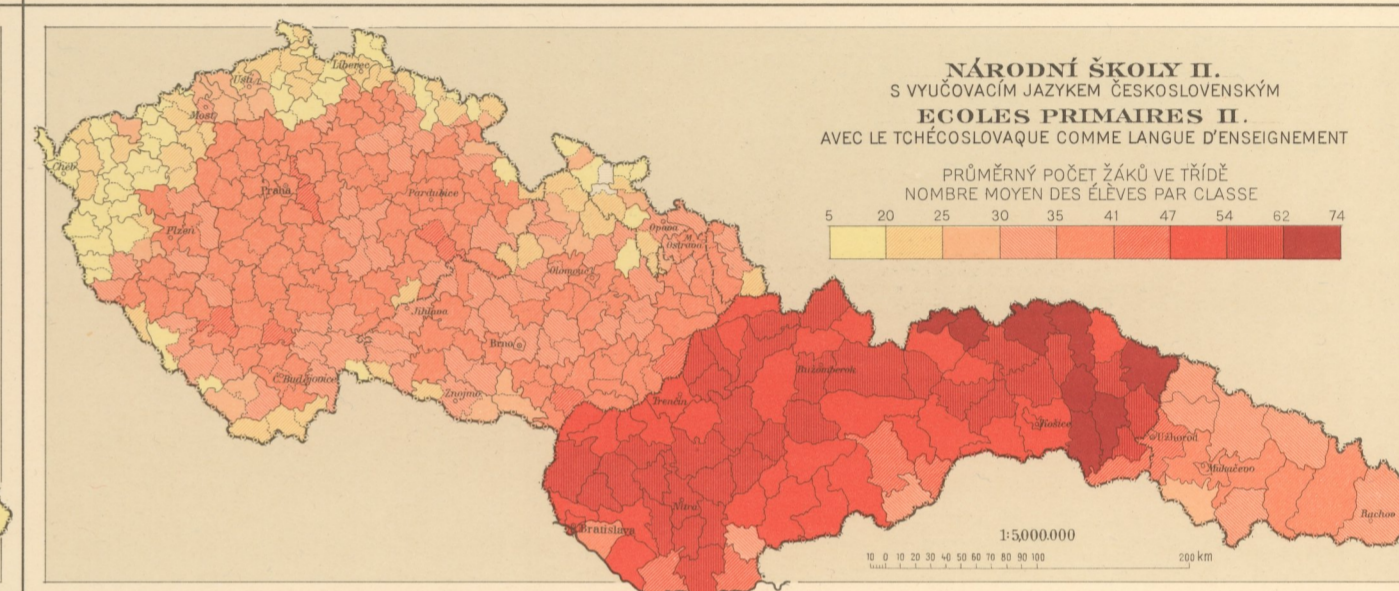 NÁRODNÍ ŠKOLY II.
S VYUČOVACÍM JAZYKEM ČESKOSLOVENSKÝM
ECOLES PRIMAIRES II.
AVEC LE TCHÉCOSLOVAQUE COMME LANGUE D'ENSEIGNEMENT
PRŮMĚRNÝ POČET ŽÁKŮ VE TŘÍDĚ
NOMBRE MOYEN DES ÉLÈVES PAR CLASSE
5 20 25 30 35 41 47 54 62 74
Liberec
Ústí
Most
Cheb
Praha
Pardubice
Plzeň
Opava
M. Ostrava
Olomouc
Jihlava
Brno
Č. Budějovice
Znojmo
Ružomberok
Trenčín
Košice
Užhorod
Mukačevo
Nitra
Rachov
Bratislava
1:5,000.000
10 0 10 20 30 40 50 60 70 80 90 100 200 km